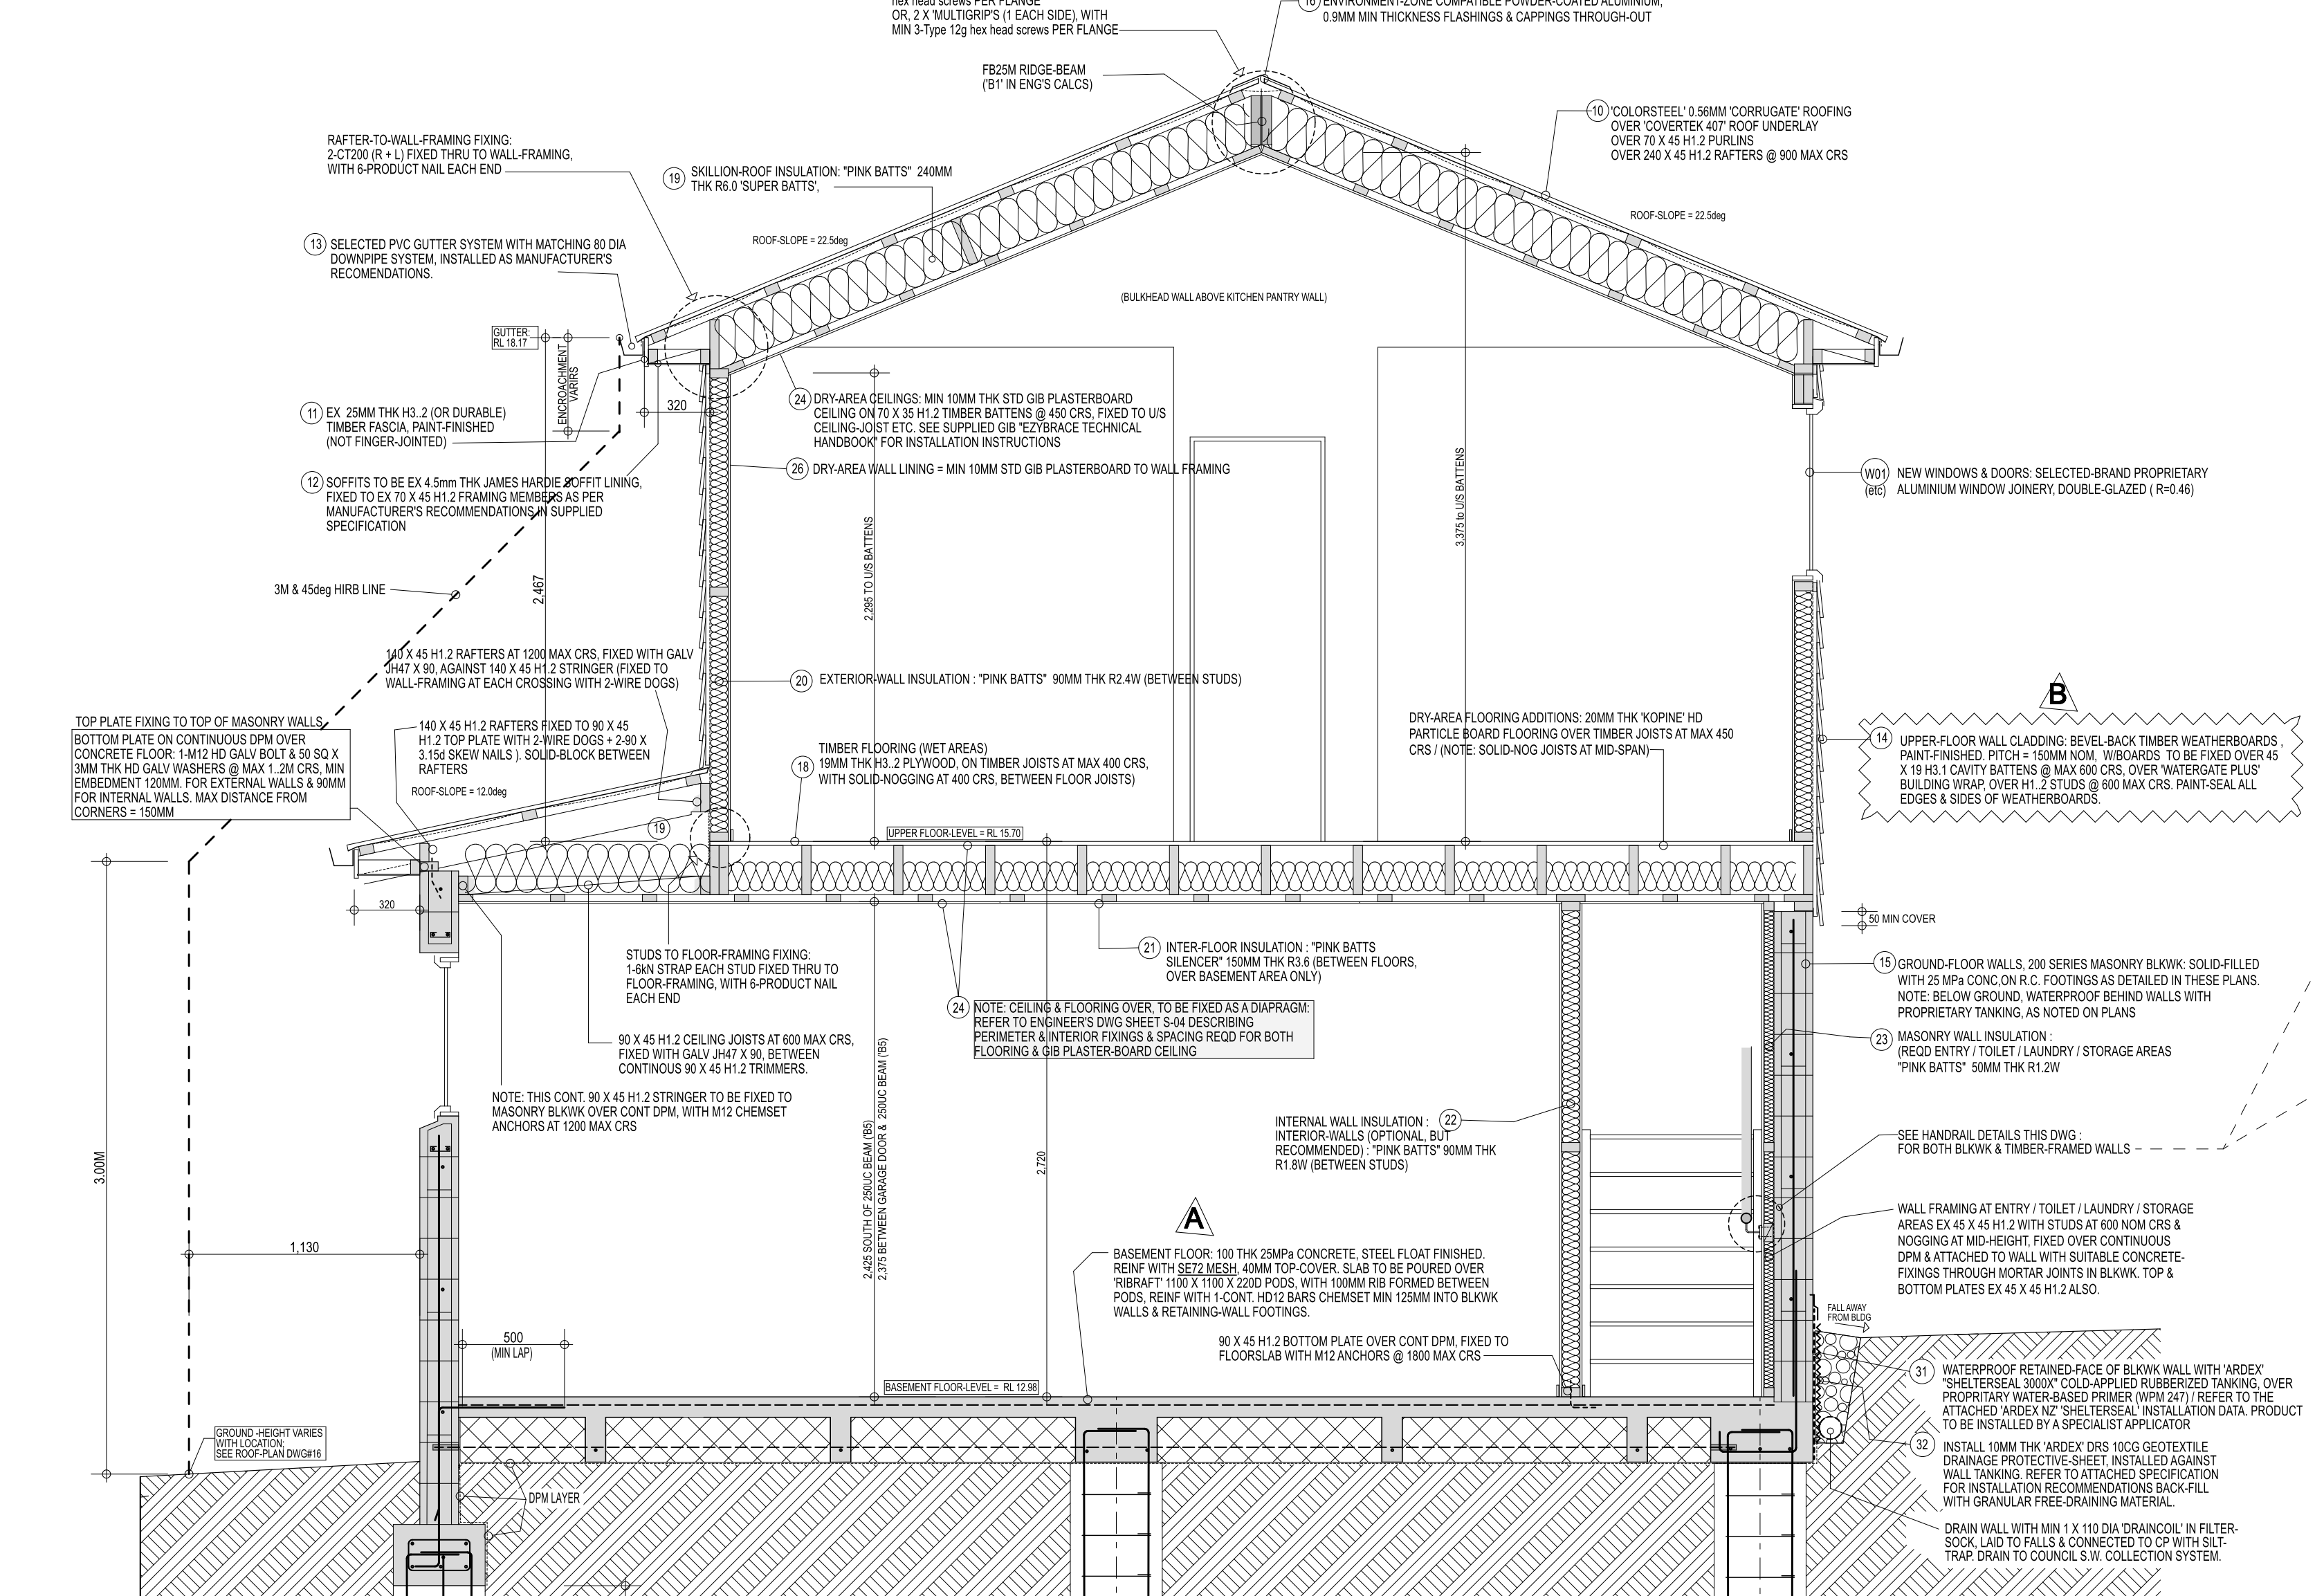 hex head screws PER FLANGE
OR, 2 X 'MULTIGRIP'S (1 EACH SIDE), WITH
MIN 3-Type 12g hex head screws PER FLANGE
16
ENVIRONMENT-ZONE COMPATIBLE POWDER-COATED ALUMINIUM,
0.9MM MIN THICKNESS FLASHINGS & CAPPINGS THROUGH-OUT
FB25M RIDGE-BEAM
('B1' IN ENG'S CALCS)
10 'COLORSTEEL' 0.56MM 'CORRUGATE' ROOFING
OVER 'COVERTEK 407' ROOF UNDERLAY
OVER 70 X 45 H1.2 PURLINS
OVER 240 X 45 H1.2 RAFTERS @ 900 MAX CRS
RAFTER-TO-WALL-FRAMING FIXING:
2-CT200 (R + L) FIXED THRU TO WALL-FRAMING,
WITH 6-PRODUCT NAIL EACH END
19 SKILLION-ROOF INSULATION: "PINK BATTS" 240MM
THK R6.0 'SUPER BATTS',
ROOF-SLOPE = 22.5deg
ROOF-SLOPE = 22.5deg
13 SELECTED PVC GUTTER SYSTEM WITH MATCHING 80 DIA
DOWNPIPE SYSTEM, INSTALLED AS MANUFACTURER'S
RECOMENDATIONS.
(BULKHEAD WALL ABOVE KITCHEN PANTRY WALL)
GUTTER:
RL 18.17
ENCROACHMENT
VARIRS
320
11 EX 25MM THK H3..2 (OR DURABLE)
TIMBER FASCIA, PAINT-FINISHED
(NOT FINGER-JOINTED)
24 DRY-AREA CEILINGS: MIN 10MM THK STD GIB PLASTERBOARD
CEILING ON 70 X 35 H1.2 TIMBER BATTENS @ 450 CRS, FIXED TO U/S
CEILING-JOIST ETC. SEE SUPPLIED GIB "EZYBRACE TECHNICAL
HANDBOOK" FOR INSTALLATION INSTRUCTIONS
26 DRY-AREA WALL LINING = MIN 10MM STD GIB PLASTERBOARD TO WALL FRAMING
12 SOFFITS TO BE EX 4.5mm THK JAMES HARDIE SOFFIT LINING,
FIXED TO EX 70 X 45 H1.2 FRAMING MEMBERS AS PER
MANUFACTURER'S RECOMMENDATIONS IN SUPPLIED
SPECIFICATION
W01
(etc)
NEW WINDOWS & DOORS: SELECTED-BRAND PROPRIETARY
ALUMINIUM WINDOW JOINERY, DOUBLE-GLAZED ( R=0.46)
3M & 45deg HIRB LINE
2,467
2,295 TO U/S BATTENS
3,375 to U/S BATTENS
140 X 45 H1.2 RAFTERS AT 1200 MAX CRS, FIXED WITH GALV
JH47 X 90, AGAINST 140 X 45 H1.2 STRINGER (FIXED TO
WALL-FRAMING AT EACH CROSSING WITH 2-WIRE DOGS)
20 EXTERIOR-WALL INSULATION : "PINK BATTS" 90MM THK R2.4W (BETWEEN STUDS)
B
TOP PLATE FIXING TO TOP OF MASONRY WALLS
BOTTOM PLATE ON CONTINUOUS DPM OVER
CONCRETE FLOOR: 1-M12 HD GALV BOLT & 50 SQ X
3MM THK HD GALV WASHERS @ MAX 1..2M CRS, MIN
EMBEDMENT 120MM. FOR EXTERNAL WALLS & 90MM
FOR INTERNAL WALLS. MAX DISTANCE FROM
CORNERS = 150MM
140 X 45 H1.2 RAFTERS FIXED TO 90 X 45
H1.2 TOP PLATE WITH 2-WIRE DOGS + 2-90 X
3.15d SKEW NAILS ). SOLID-BLOCK BETWEEN
RAFTERS
ROOF-SLOPE = 12.0deg
18
TIMBER FLOORING (WET AREAS)
19MM THK H3..2 PLYWOOD, ON TIMBER JOISTS AT MAX 400 CRS,
WITH SOLID-NOGGING AT 400 CRS, BETWEEN FLOOR JOISTS)
DRY-AREA FLOORING ADDITIONS: 20MM THK 'KOPINE' HD
PARTICLE BOARD FLOORING OVER TIMBER JOISTS AT MAX 450
CRS / (NOTE: SOLID-NOG JOISTS AT MID-SPAN)
14 UPPER-FLOOR WALL CLADDING: BEVEL-BACK TIMBER WEATHERBOARDS ,
PAINT-FINISHED. PITCH = 150MM NOM, W/BOARDS TO BE FIXED OVER 45
X 19 H3.1 CAVITY BATTENS @ MAX 600 CRS, OVER 'WATERGATE PLUS'
BUILDING WRAP, OVER H1..2 STUDS @ 600 MAX CRS. PAINT-SEAL ALL
EDGES & SIDES OF WEATHERBOARDS.
19
UPPER FLOOR-LEVEL = RL 15.70
320
50 MIN COVER
STUDS TO FLOOR-FRAMING FIXING:
1-6kN STRAP EACH STUD FIXED THRU TO
FLOOR-FRAMING, WITH 6-PRODUCT NAIL
EACH END
21 INTER-FLOOR INSULATION : "PINK BATTS
SILENCER" 150MM THK R3.6 (BETWEEN FLOORS,
OVER BASEMENT AREA ONLY)
15 GROUND-FLOOR WALLS, 200 SERIES MASONRY BLKWK: SOLID-FILLED
WITH 25 MPa CONC,ON R.C. FOOTINGS AS DETAILED IN THESE PLANS.
NOTE: BELOW GROUND, WATERPROOF BEHIND WALLS WITH
PROPRIETARY TANKING, AS NOTED ON PLANS
24 NOTE: CEILING & FLOORING OVER, TO BE FIXED AS A DIAPRAGM:
REFER TO ENGINEER'S DWG SHEET S-04 DESCRIBING
PERIMETER & INTERIOR FIXINGS & SPACING REQD FOR BOTH
FLOORING & GIB PLASTER-BOARD CEILING
90 X 45 H1.2 CEILING JOISTS AT 600 MAX CRS,
FIXED WITH GALV JH47 X 90, BETWEEN
CONTINOUS 90 X 45 H1.2 TRIMMERS.
23 MASONRY WALL INSULATION :
(REQD ENTRY / TOILET / LAUNDRY / STORAGE AREAS
"PINK BATTS" 50MM THK R1.2W
NOTE: THIS CONT. 90 X 45 H1.2 STRINGER TO BE FIXED TO
MASONRY BLKWK OVER CONT DPM, WITH M12 CHEMSET
ANCHORS AT 1200 MAX CRS
2,425 SOUTH OF 250UC BEAM ('B5)
2,375 BETWEEN GARAGE DOOR & 250UC BEAM ('B5)
2,720
INTERNAL WALL INSULATION : 22
INTERIOR-WALLS (OPTIONAL, BUT
RECOMMENDED) : "PINK BATTS" 90MM THK
R1.8W (BETWEEN STUDS)
SEE HANDRAIL DETAILS THIS DWG :
FOR BOTH BLKWK & TIMBER-FRAMED WALLS
3.00M
1,130
A
WALL FRAMING AT ENTRY / TOILET / LAUNDRY / STORAGE
AREAS EX 45 X 45 H1.2 WITH STUDS AT 600 NOM CRS &
NOGGING AT MID-HEIGHT, FIXED OVER CONTINUOUS
DPM & ATTACHED TO WALL WITH SUITABLE CONCRETE-
FIXINGS THROUGH MORTAR JOINTS IN BLKWK. TOP &
BOTTOM PLATES EX 45 X 45 H1.2 ALSO.
BASEMENT FLOOR: 100 THK 25MPa CONCRETE, STEEL FLOAT FINISHED.
REINF WITH SE72 MESH, 40MM TOP-COVER. SLAB TO BE POURED OVER
'RIBRAFT' 1100 X 1100 X 220D PODS, WITH 100MM RIB FORMED BETWEEN
PODS, REINF WITH 1-CONT. HD12 BARS CHEMSET MIN 125MM INTO BLKWK
WALLS & RETAINING-WALL FOOTINGS.
FALL AWAY
FROM BLDG
500
(MIN LAP)
90 X 45 H1.2 BOTTOM PLATE OVER CONT DPM, FIXED TO
FLOORSLAB WITH M12 ANCHORS @ 1800 MAX CRS
BASEMENT FLOOR-LEVEL = RL 12.98
31 WATERPROOF RETAINED-FACE OF BLKWK WALL WITH 'ARDEX'
"SHELTERSEAL 3000X" COLD-APPLIED RUBBERIZED TANKING, OVER
PROPRITARY WATER-BASED PRIMER (WPM 247) / REFER TO THE
ATTACHED 'ARDEX NZ' 'SHELTERSEAL' INSTALLATION DATA. PRODUCT
TO BE INSTALLED BY A SPECIALIST APPLICATOR
GROUND -HEIGHT VARIES
WITH LOCATION;
SEE ROOF-PLAN DWG#16
32 INSTALL 10MM THK 'ARDEX' DRS 10CG GEOTEXTILE
DRAINAGE PROTECTIVE-SHEET, INSTALLED AGAINST
WALL TANKING. REFER TO ATTACHED SPECIFICATION
FOR INSTALLATION RECOMMENDATIONS BACK-FILL
WITH GRANULAR FREE-DRAINING MATERIAL.
DPM LAYER
DRAIN WALL WITH MIN 1 X 110 DIA 'DRAINCOIL' IN FILTER-
SOCK, LAID TO FALLS & CONNECTED TO CP WITH SILT-
TRAP. DRAIN TO COUNCIL S.W. COLLECTION SYSTEM.